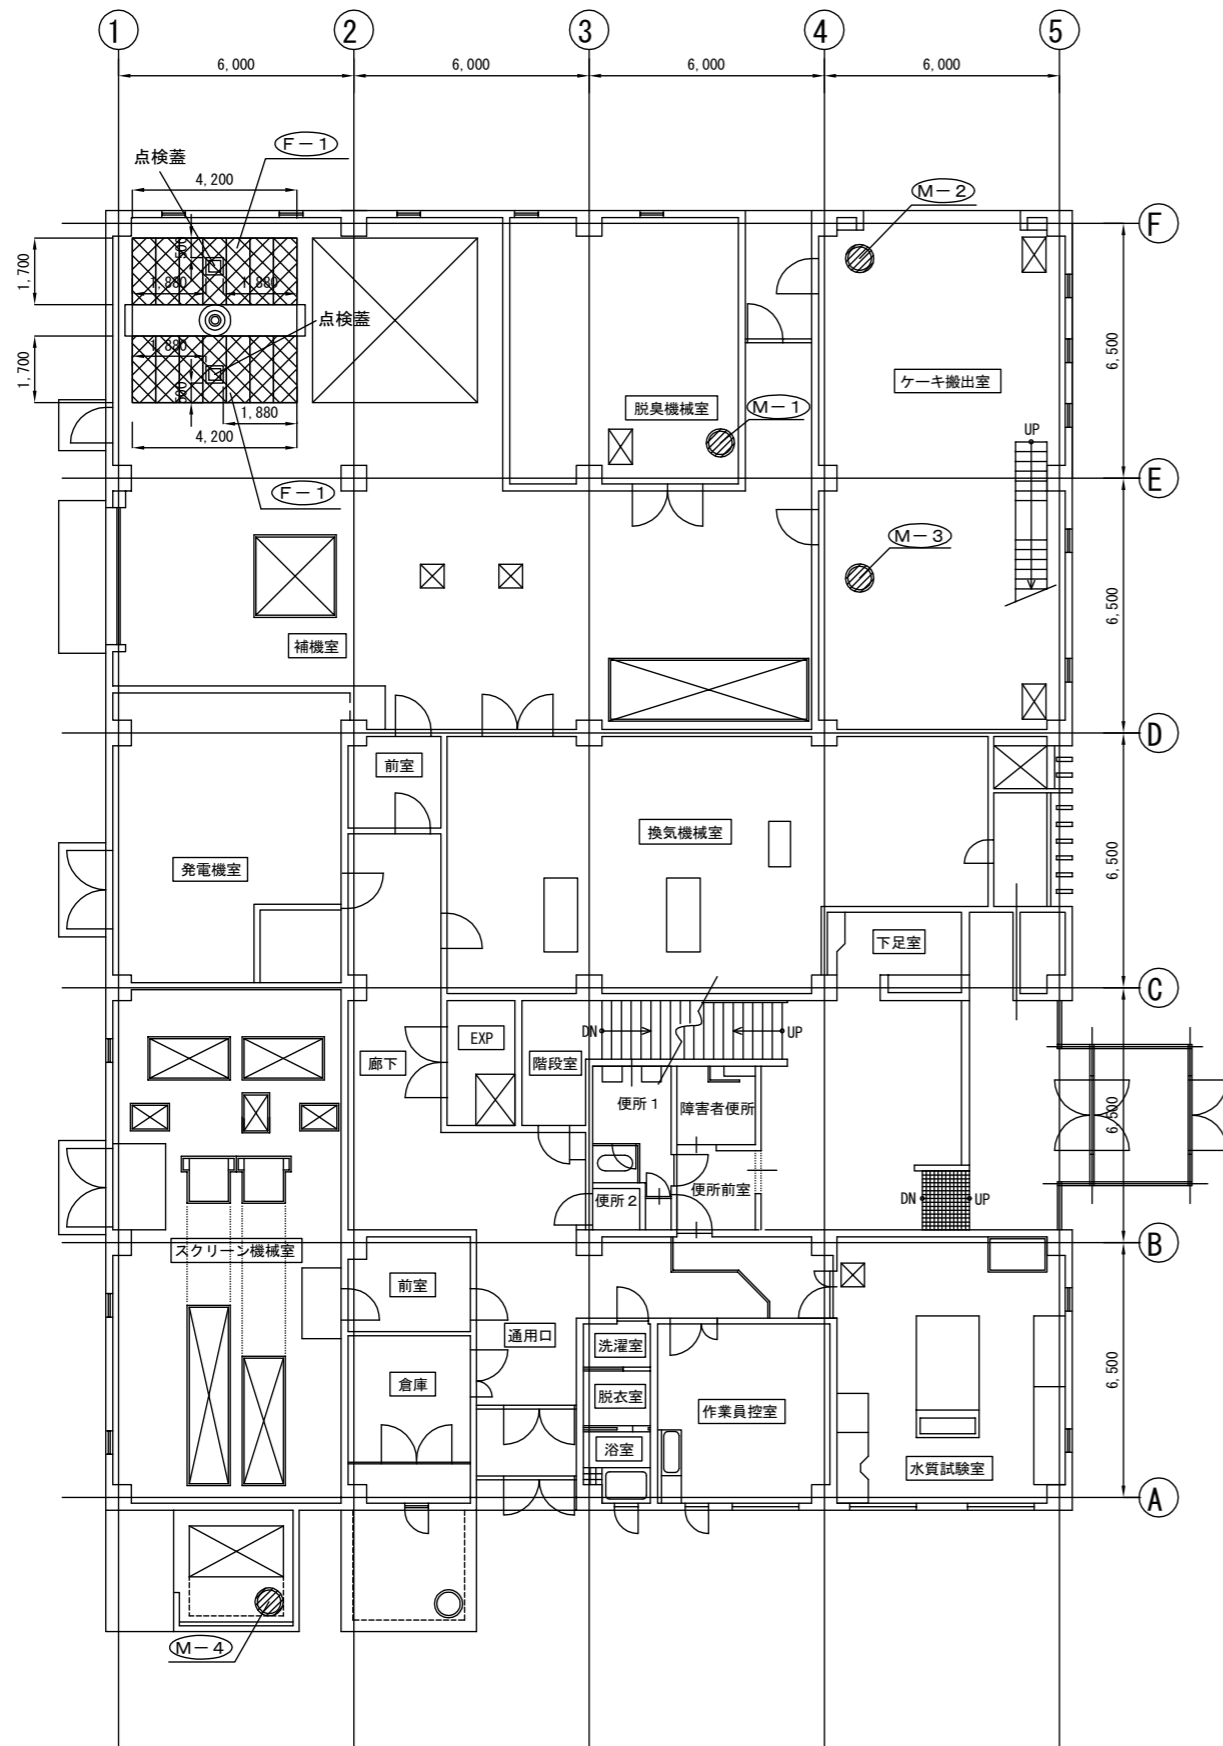 1 2 3 4 5
6,000 6,000 6,000 6,000
F－1
点検蓋
4,200
M－2
F
500
1,700
1,880 1,880
点検蓋
1,880
1,700
500
1,880
4,200
ケーキ搬出室
6,500
脱臭機械室
M－1
UP
E
F－1
M－3
6,500
補機室
D
前室
換気機械室
発電機室
6,500
下足室
C
DN UP
EXP
廊下 階段室
便所1 障害者便所
6,500
便所前室
便所2
DN UP
B
スクリーン機械室
前室
通用口
洗濯室
6,500
倉庫
脱衣室
作業員控室
浴室
水質試験室
A
M－4